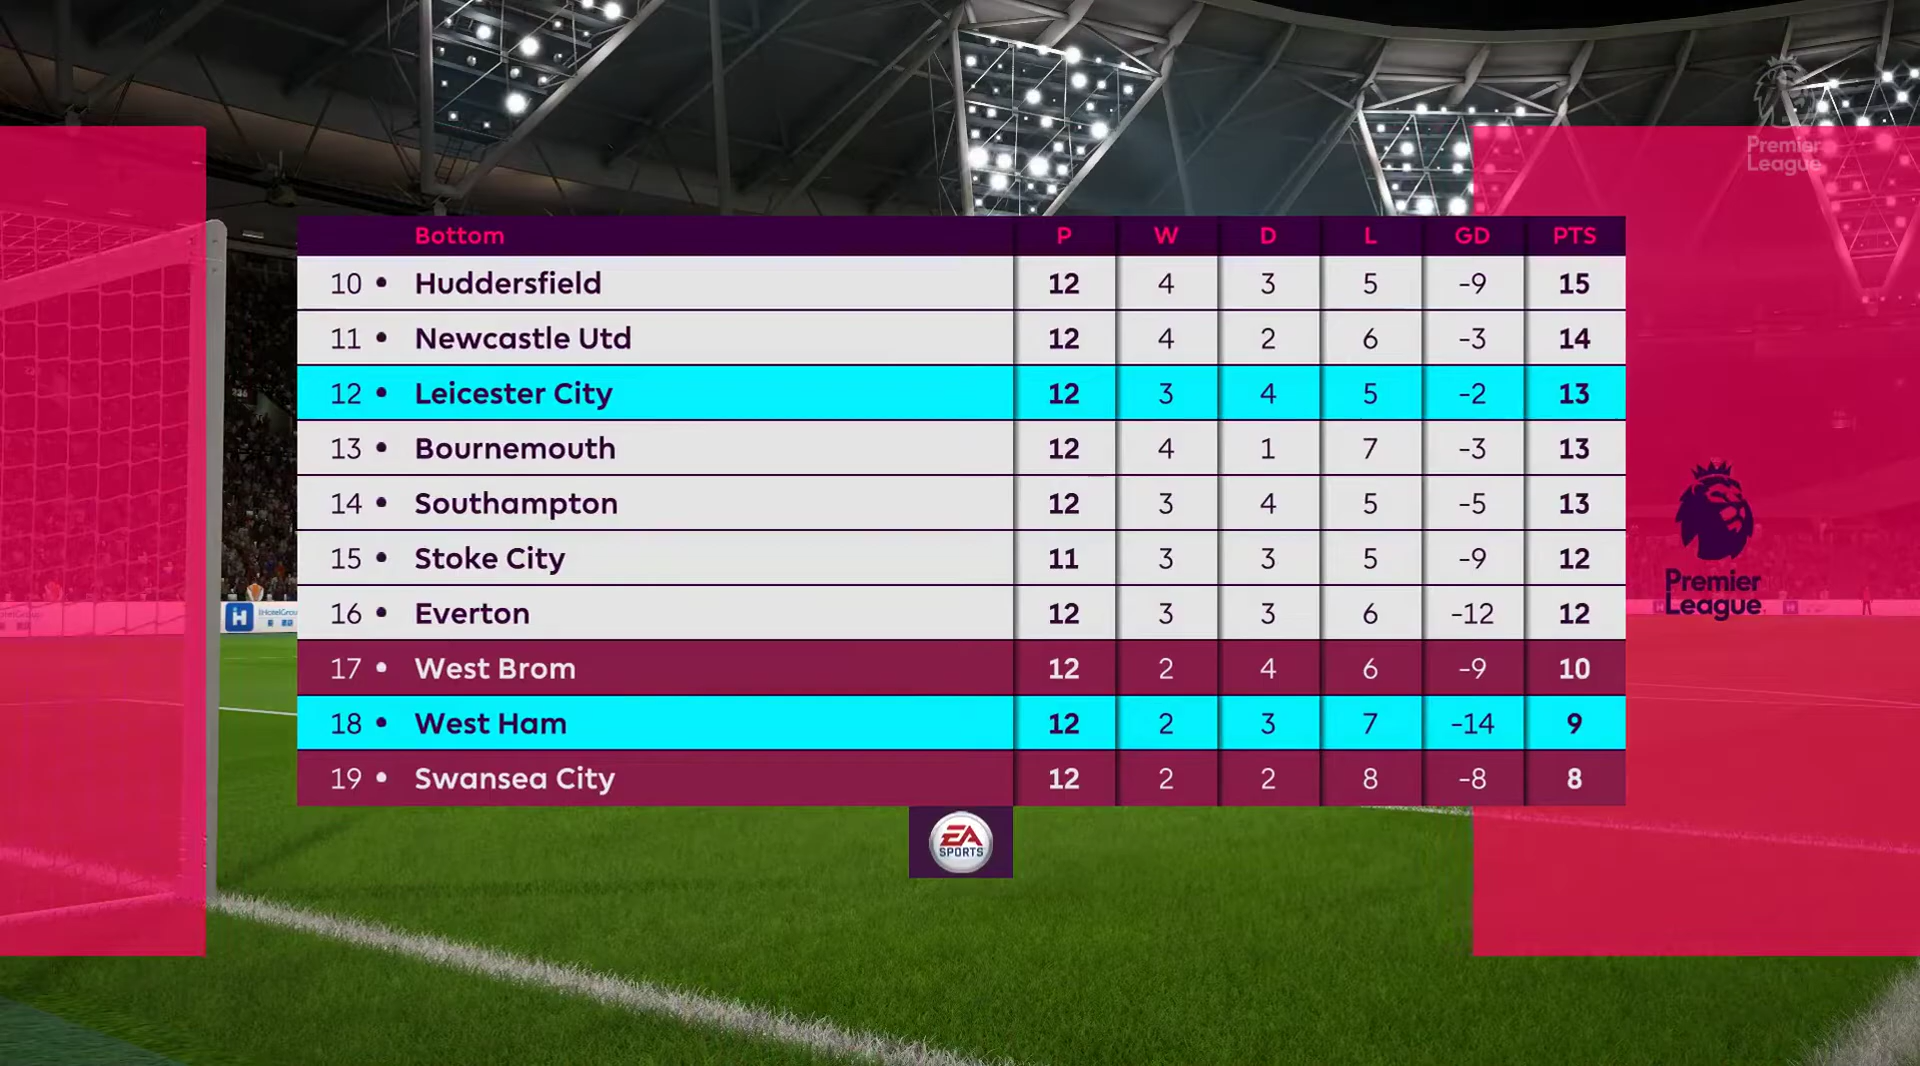 Premier
League
Bottom P W D L GD PTS
10 • Huddersfield 12 4 3 5 -9 15
11 • Newcastle Utd 12 4 2 6 -3 14
12 • Leicester City 12 3 4 5 -2 13
13 • Bournemouth 12 4 1 7 -3 13
14 • Southampton 12 3 4 5 -5 13
15 • Stoke City 11 3 3 5 -9 12
16 • Everton 12 3 3 6 -12 12
17 • West Brom 12 2 4 6 -9 10
18 • West Ham 12 2 3 7 -14 9
19 • Swansea City 12 2 2 8 -8 8
Premier
League
H
EA
SPORTS